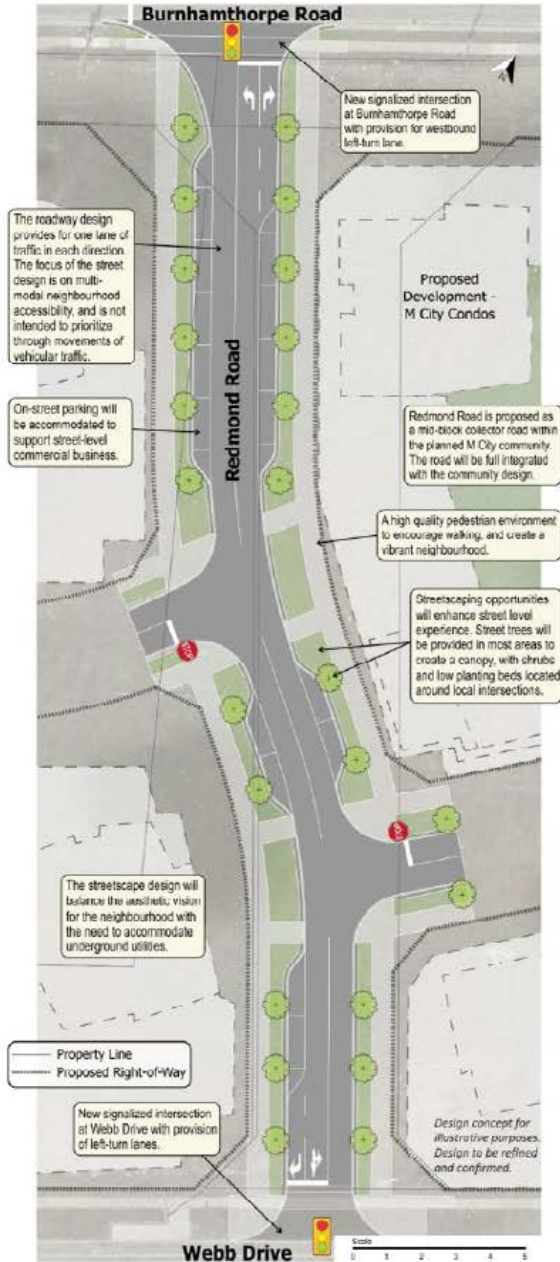 Burnhamthorpe Road
N
New signalized intersection
at Burnhamthorpe Road
with provision for westbound
left-turn lane.
The roadway design
provides for one lane of
traffic in each direction.
The focus of the street
design is on multi-
modal neighbourhood
accessibility, and is not
intended to prioritize
through movements of
vehicular traffic.
Proposed
Development -
M City Condos
Redmond Road
On-street parking will
be accommodated to
support street-level
commercial business.
Redmond Road is proposed as
a mid-block collector road within
the planned M City community.
The road will be full integrated
with the community design.
A high quality pedestrian environment
to encourage walking, and create a
vibrant neighbourhood.
Streetscaping opportunities
will enhance street level
experience. Street trees will
be provided in most areas to
create a canopy, with shrubs
and low planting beds located
around local intersections.
STOP
STOP
The streetscape design will
balance the aesthetic vision
for the neighbourhood with
the need to accommodate
underground utilities.
Property Line
Proposed Right-of-Way
New signalized intersection
at Webb Drive with provision
of left-turn lanes.
Design concept for
illustrative purposes.
Design to be refined
and confirmed.
Webb Drive
Scale
0 1 2 3 4 5